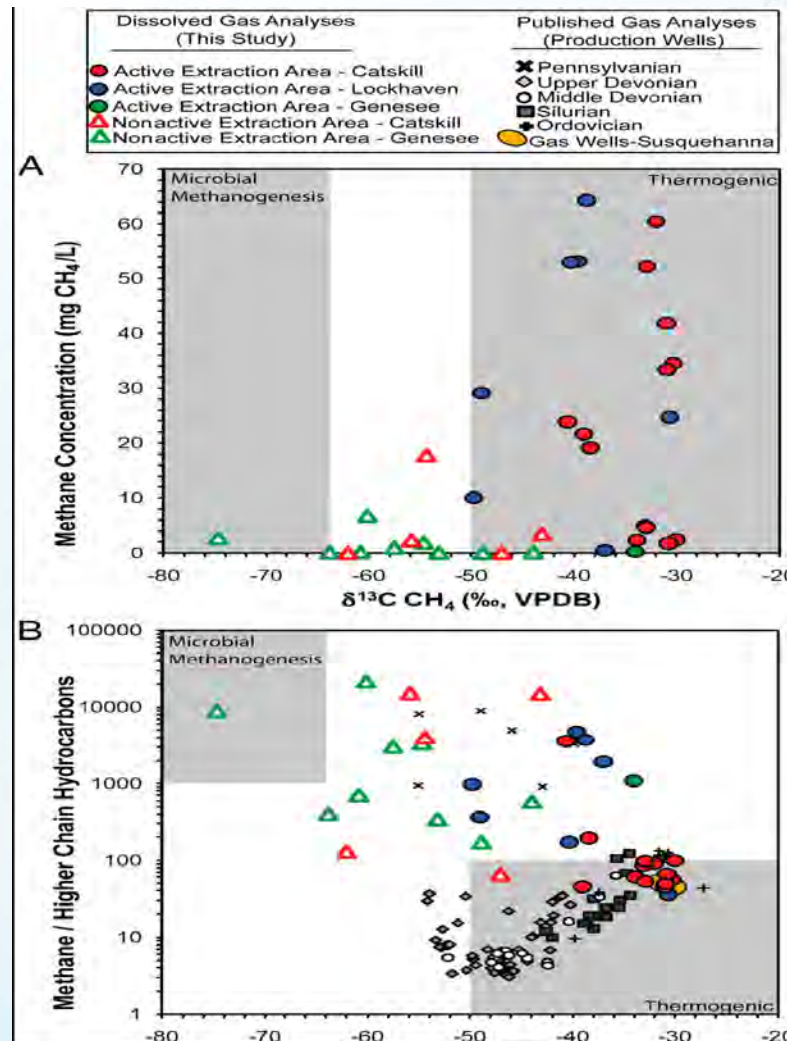 Dissolved Gas Analyses
(This Study)
Active Extraction Area - Catskill
Active Extraction Area - Lockhaven
Active Extraction Area - Genesee
Nonactive Extraction Area - Catskill
Nonactive Extraction Area - Genesee
Published Gas Analyses
(Production Wells)
Pennsylvanian
Upper Devonian
Middle Devonian
Silurian
Ordovician
Gas Wells-Susquehanna
A
Microbial
Methanogenesis
Thermogenic
Methane Concentration (mg CH₄/L)
70
60
50
40
30
20
10
0
-80 -70 -60 -50 -40 -30 -20
δ¹³C CH₄ (‰, VPDB)
B
Microbial
Methanogenesis
Thermogenic
Methane / Higher Chain Hydrocarbons
100000
10000
1000
100
10
1
-80 -70 -60 -50 -40 -30 -20